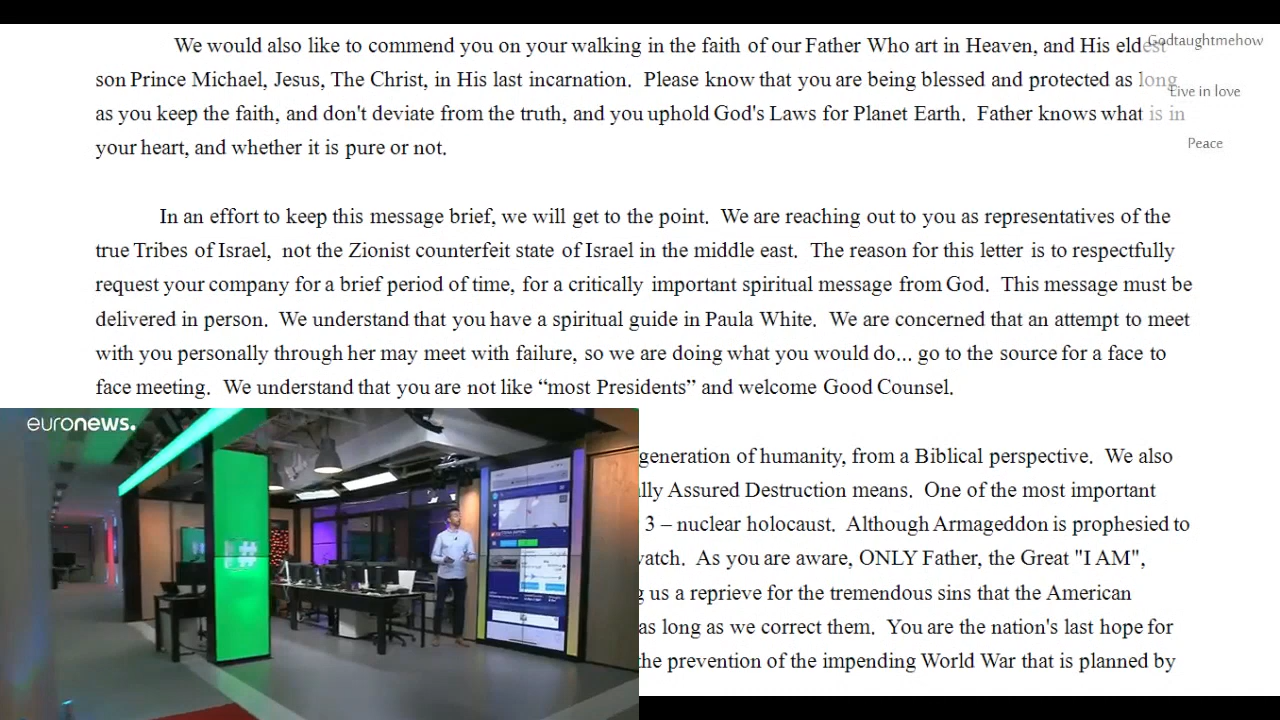 We would also like to commend you on your walking in the faith of our Father Who art in Heaven, and His eldest
Godtaughtmehow
son Prince Michael, Jesus, The Christ, in His last incarnation. Please know that you are being blessed and protected as long
Live in love
as you keep the faith, and don't deviate from the truth, and you uphold God's Laws for Planet Earth. Father knows what is in
your heart, and whether it is pure or not.
Peace
In an effort to keep this message brief, we will get to the point. We are reaching out to you as representatives of the
true Tribes of Israel, not the Zionist counterfeit state of Israel in the middle east. The reason for this letter is to respectfully
request your company for a brief period of time, for a critically important spiritual message from God. This message must be
delivered in person. We understand that you have a spiritual guide in Paula White. We are concerned that an attempt to meet
with you personally through her may meet with failure, so we are doing what you would do... go to the source for a face to
face meeting. We understand that you are not like “most Presidents” and welcome Good Counsel.
euronews.
#
generation of humanity, from a Biblical perspective. We also
lly Assured Destruction means. One of the most important
3 – nuclear holocaust. Although Armageddon is prophesied to
watch. As you are aware, ONLY Father, the Great "I AM",
g us a reprieve for the tremendous sins that the American
as long as we correct them. You are the nation's last hope for
the prevention of the impending World War that is planned by